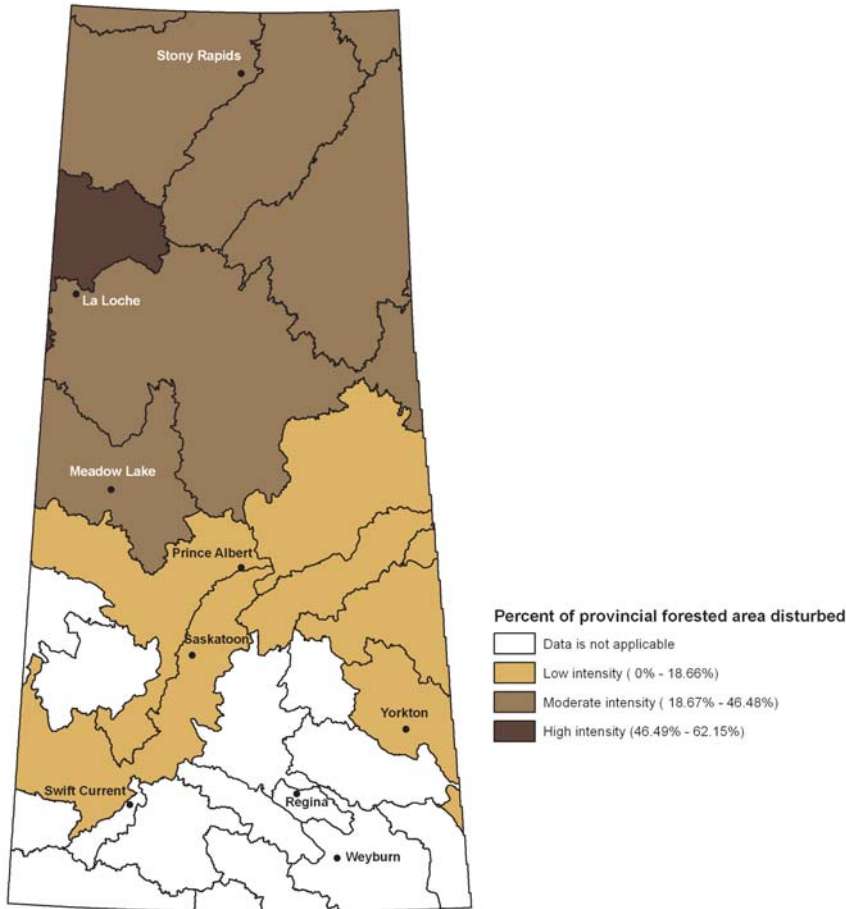 Stony Rapids
La Loche
Meadow Lake
Prince Albert
Saskatoon
Yorkton
Swift Current
Regina
Weyburn
Percent of provincial forested area disturbed
Data is not applicable
Low intensity ( 0% - 18.66%)
Moderate intensity ( 18.67% - 46.48%)
High intensity (46.49% - 62.15%)